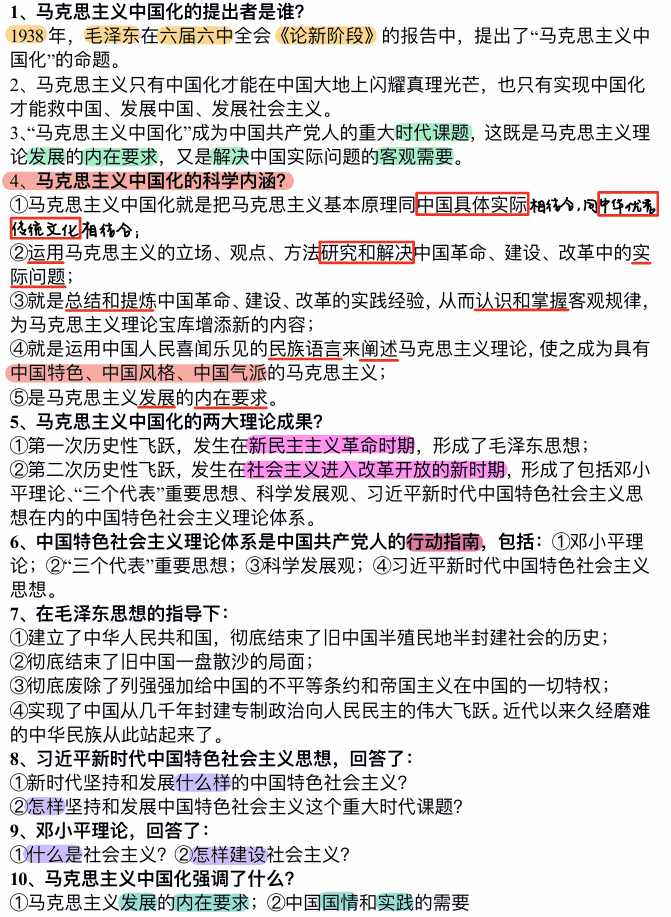 1、马克思主义中国化的提出者是谁？
1938 年，毛泽东在六届六中全会《论新阶段》的报告中，提出了“马克思主义中
国化”的命题。
2、马克思主义只有中国化才能在中国大地上闪耀真理光芒，也只有实现中国化
才能救中国、发展中国、发展社会主义。
3、“马克思主义中国化”成为中国共产党人的重大时代课题，这既是马克思主义理
论发展的内在要求，又是解决中国实际问题的客观需要。
4、马克思主义中国化的科学内涵？
①马克思主义中国化就是把马克思主义基本原理同中国具体实际相结合，同中华优秀
传统文化相结合；
②运用马克思主义的立场、观点、方法研究和解决中国革命、建设、改革中的实
际问题；
③就是总结和提炼中国革命、建设、改革的实践经验，从而认识和掌握客观规律，
为马克思主义理论宝库增添新的内容；
④就是运用中国人民喜闻乐见的民族语言来阐述马克思主义理论，使之成为具有
中国特色、中国风格、中国气派的马克思主义；
⑤是马克思主义发展的内在要求。
5、马克思主义中国化的两大理论成果？
①第一次历史性飞跃，发生在新民主主义革命时期，形成了毛泽东思想；
②第二次历史性飞跃，发生在社会主义进入改革开放的新时期，形成了包括邓小
平理论、“三个代表”重要思想、科学发展观、习近平新时代中国特色社会主义思
想在内的中国特色社会主义理论体系。
6、中国特色社会主义理论体系是中国共产党人的行动指南，包括：①邓小平理
论；②“三个代表”重要思想；③科学发展观；④习近平新时代中国特色社会主义
思想。
7、在毛泽东思想的指导下：
①建立了中华人民共和国，彻底结束了旧中国半殖民地半封建社会的历史；
②彻底结束了旧中国一盘散沙的局面；
③彻底废除了列强强加给中国的不平等条约和帝国主义在中国的一切特权；
④实现了中国从几千年封建专制政治向人民民主的伟大飞跃。近代以来久经磨难
的中华民族从此站起来了。
8、习近平新时代中国特色社会主义思想，回答了：
①新时代坚持和发展什么样的中国特色社会主义？
②怎样坚持和发展中国特色社会主义这个重大时代课题？
9、邓小平理论，回答了：
①什么是社会主义？②怎样建设社会主义？
10、马克思主义中国化强调了什么？
①马克思主义发展的内在要求；②中国国情和实践的需要